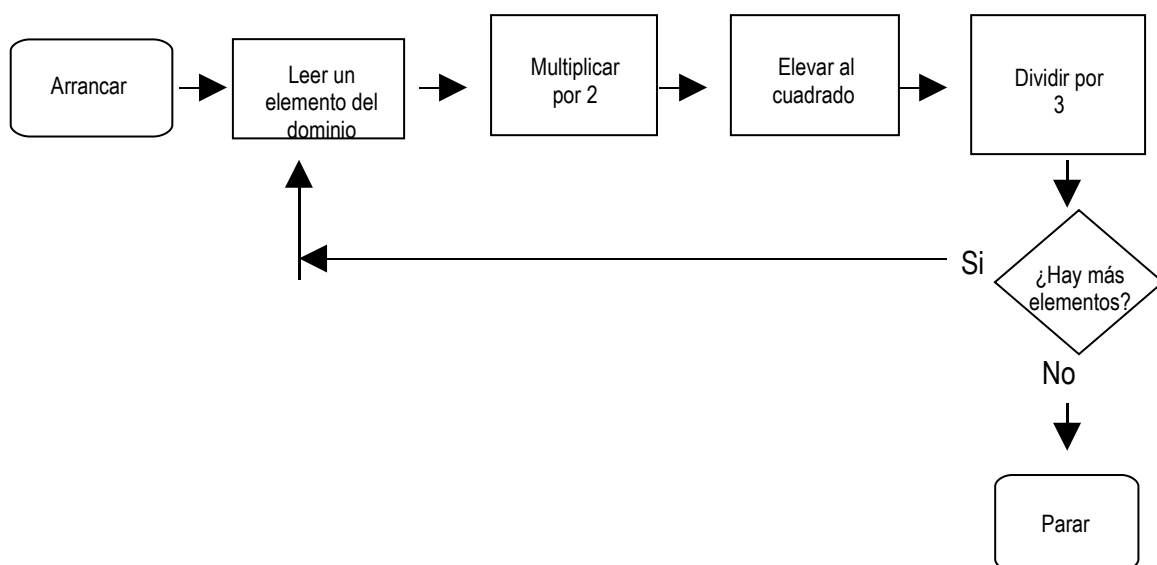 Arrancar
Leer un
elemento del
dominio
Multiplicar
por 2
Elevar al
cuadrado
Dividir por
3
Si
¿Hay más
elementos?
No
Parar